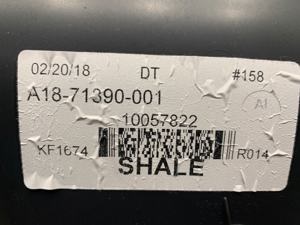 02/20/18 DT #158
A18-71390-001 AI
10057822
KF1674 R014
SHALE